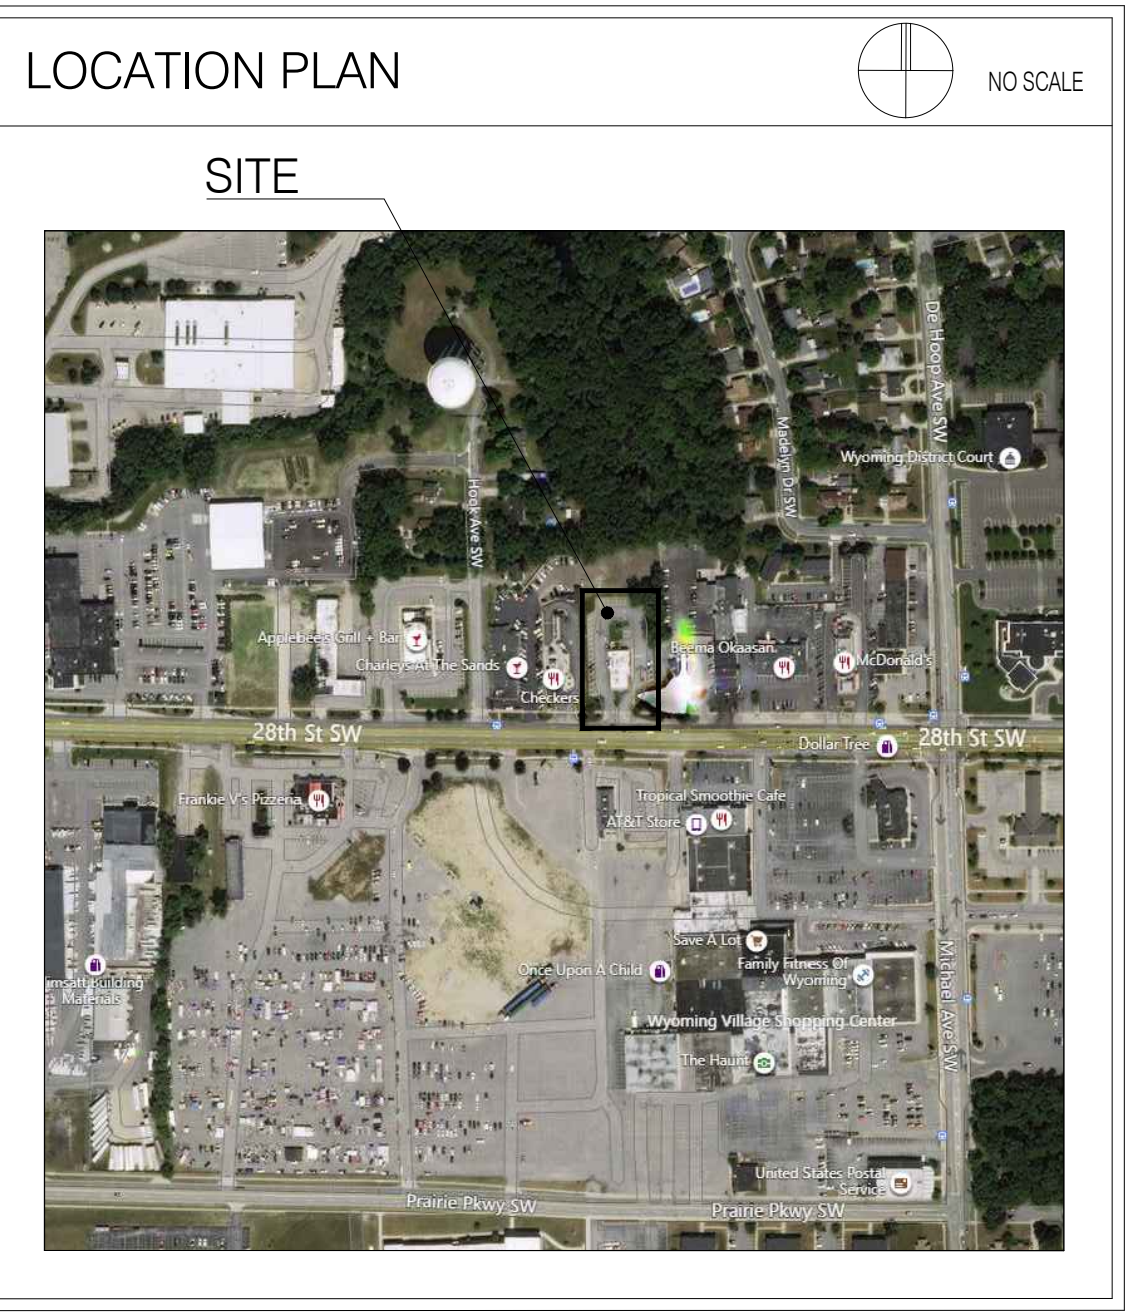 LOCATION PLAN
NO SCALE
SITE
De Hoop Ave SW
Madelyn Dr SW
Wyoming District Court
Hook Ave SW
Applebee's Grill + Bar
Charleys At The Sands
Checkers
Beema Okaasan
McDonald's
28th St SW
28th St SW
Dollar Tree
Frankie V's Pizzeria
Tropical Smoothie Cafe
AT&T Store
Save A Lot
Family Fitness Of
Wyoming
Once Upon A Child
imsatt Building
Materials
Wyoming Village Shopping Center
The Haunt
Michael Ave SW
United States Postal
Service
Prairie Pkwy SW
Prairie Pkwy SW